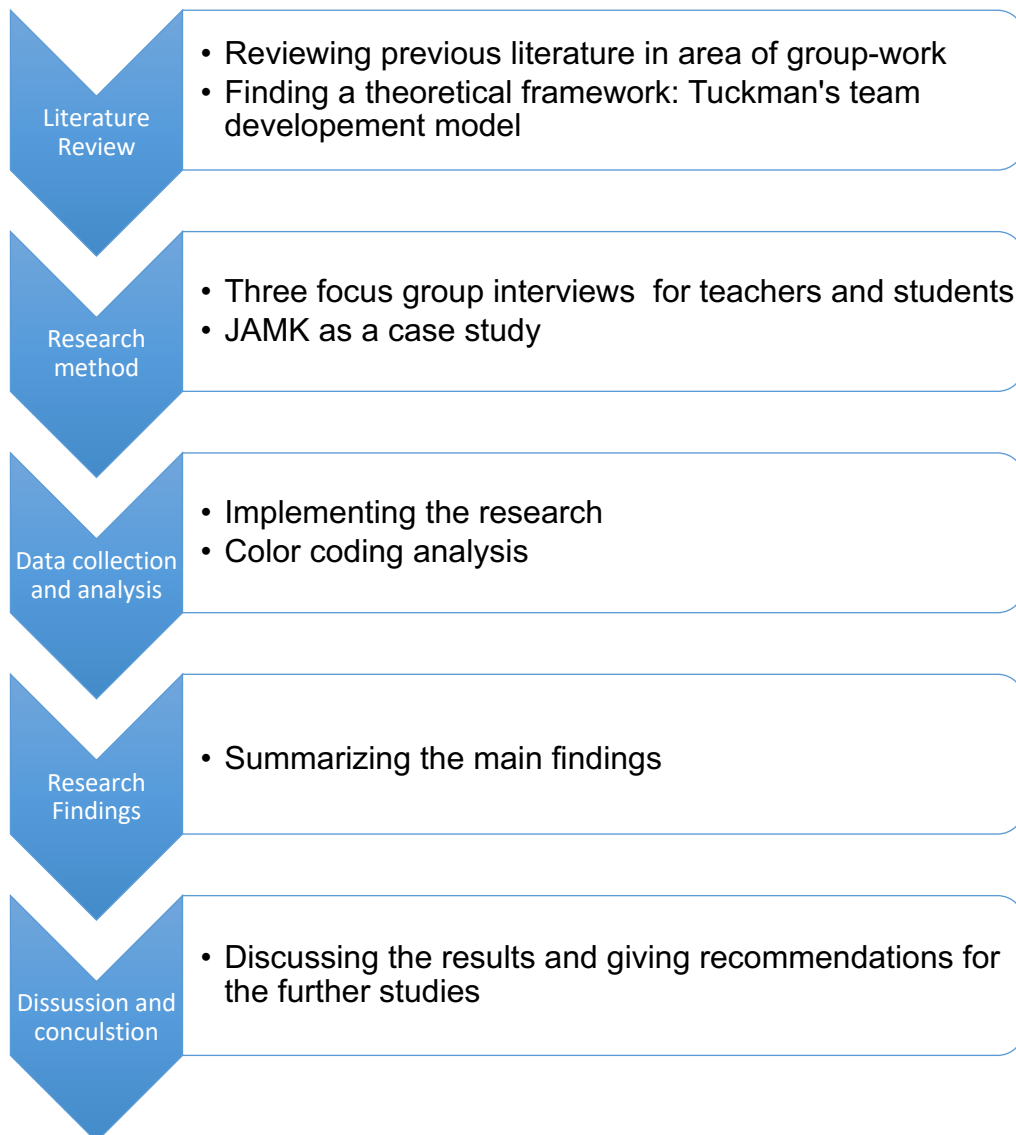 Literature
Review
• Reviewing previous literature in area of group-work
• Finding a theoretical framework: Tuckman's team
developement model
Research
method
• Three focus group interviews  for teachers and students
• JAMK as a case study
Data collection
and analysis
• Implementing the research
• Color coding analysis
Research
Findings
• Summarizing the main findings
Dissussion and
conculstion
• Discussing the results and giving recommendations for
the further studies